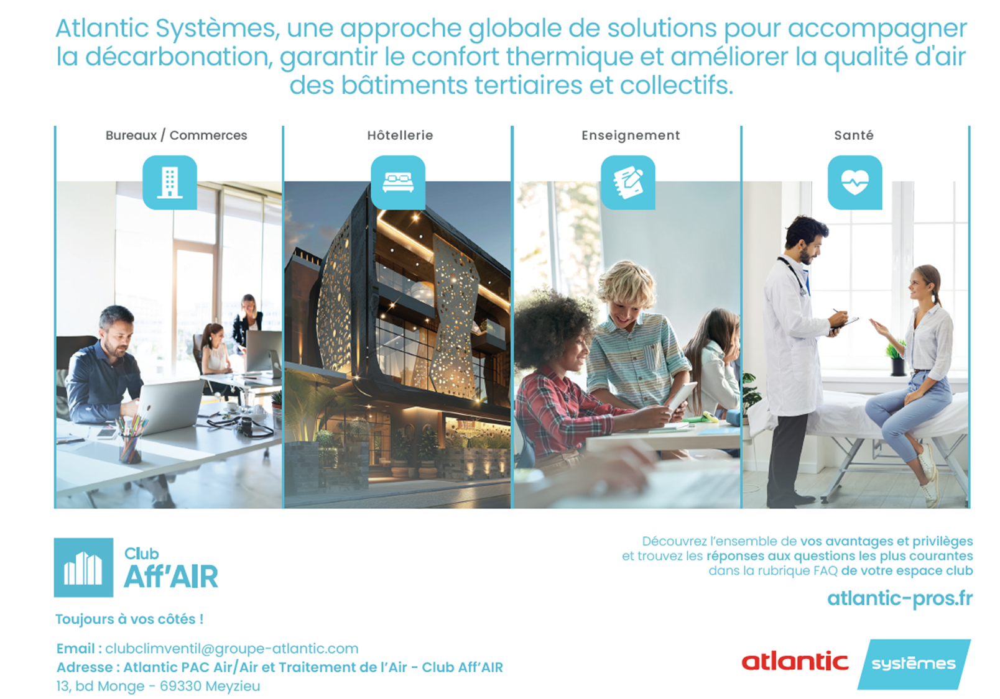 Atlantic Systèmes, une approche globale de solutions pour accompagner
la décarbonation, garantir le confort thermique et améliorer la qualité d'air
des bâtiments tertiaires et collectifs.
Bureaux / Commerces
Hôtellerie
Enseignement
Santé
Club
Aff'AIR
Toujours à vos côtés !
Email : clubclimventil@groupe-atlantic.com
Adresse : Atlantic PAC Air/Air et Traitement de l'Air - Club Aff'AIR
13, bd Monge - 69330 Meyzieu
Découvrez l'ensemble de vos avantages et privilèges
et trouvez les réponses aux questions les plus courantes
dans la rubrique FAQ de votre espace club
atlantic-pros.fr
atlantic systēmes